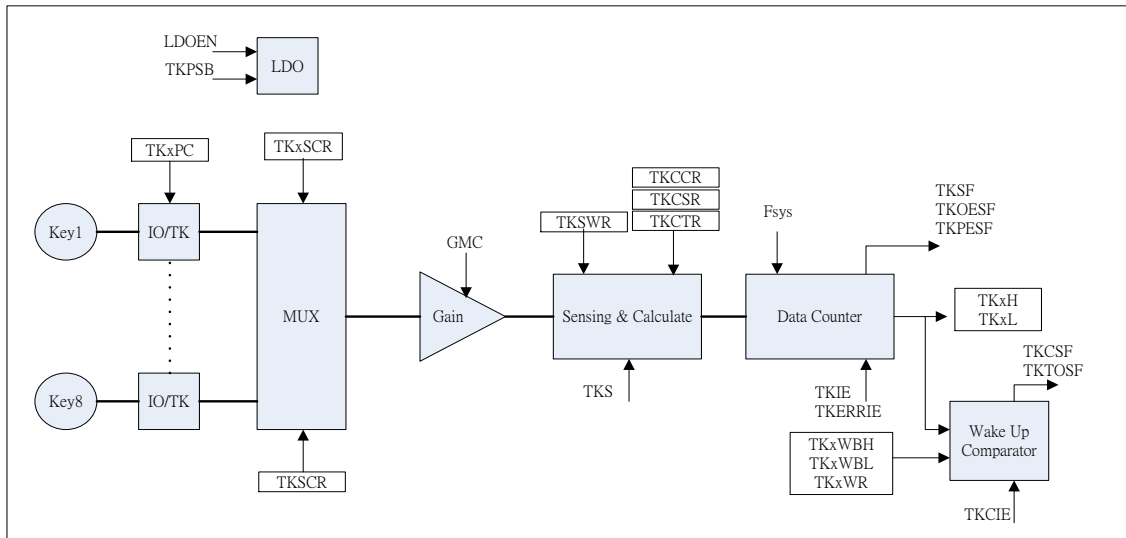 LDOEN
TKPSB
LDO
TKxPC
TKxSCR
TKCCR
TKCSR
TKCTR
TKSWR
Fsys
TKSF
TKOESF
TKPESF
Key1
IO/TK
GMC
MUX
Gain
Sensing & Calculate
Data Counter
TKxH
TKxL
TKCSF
TKTOSF
TKS
TKIE
TKERRIE
Key8
IO/TK
TKSCR
TKxWBH
TKxWBL
TKxWR
Wake Up
Comparator
TKCIE